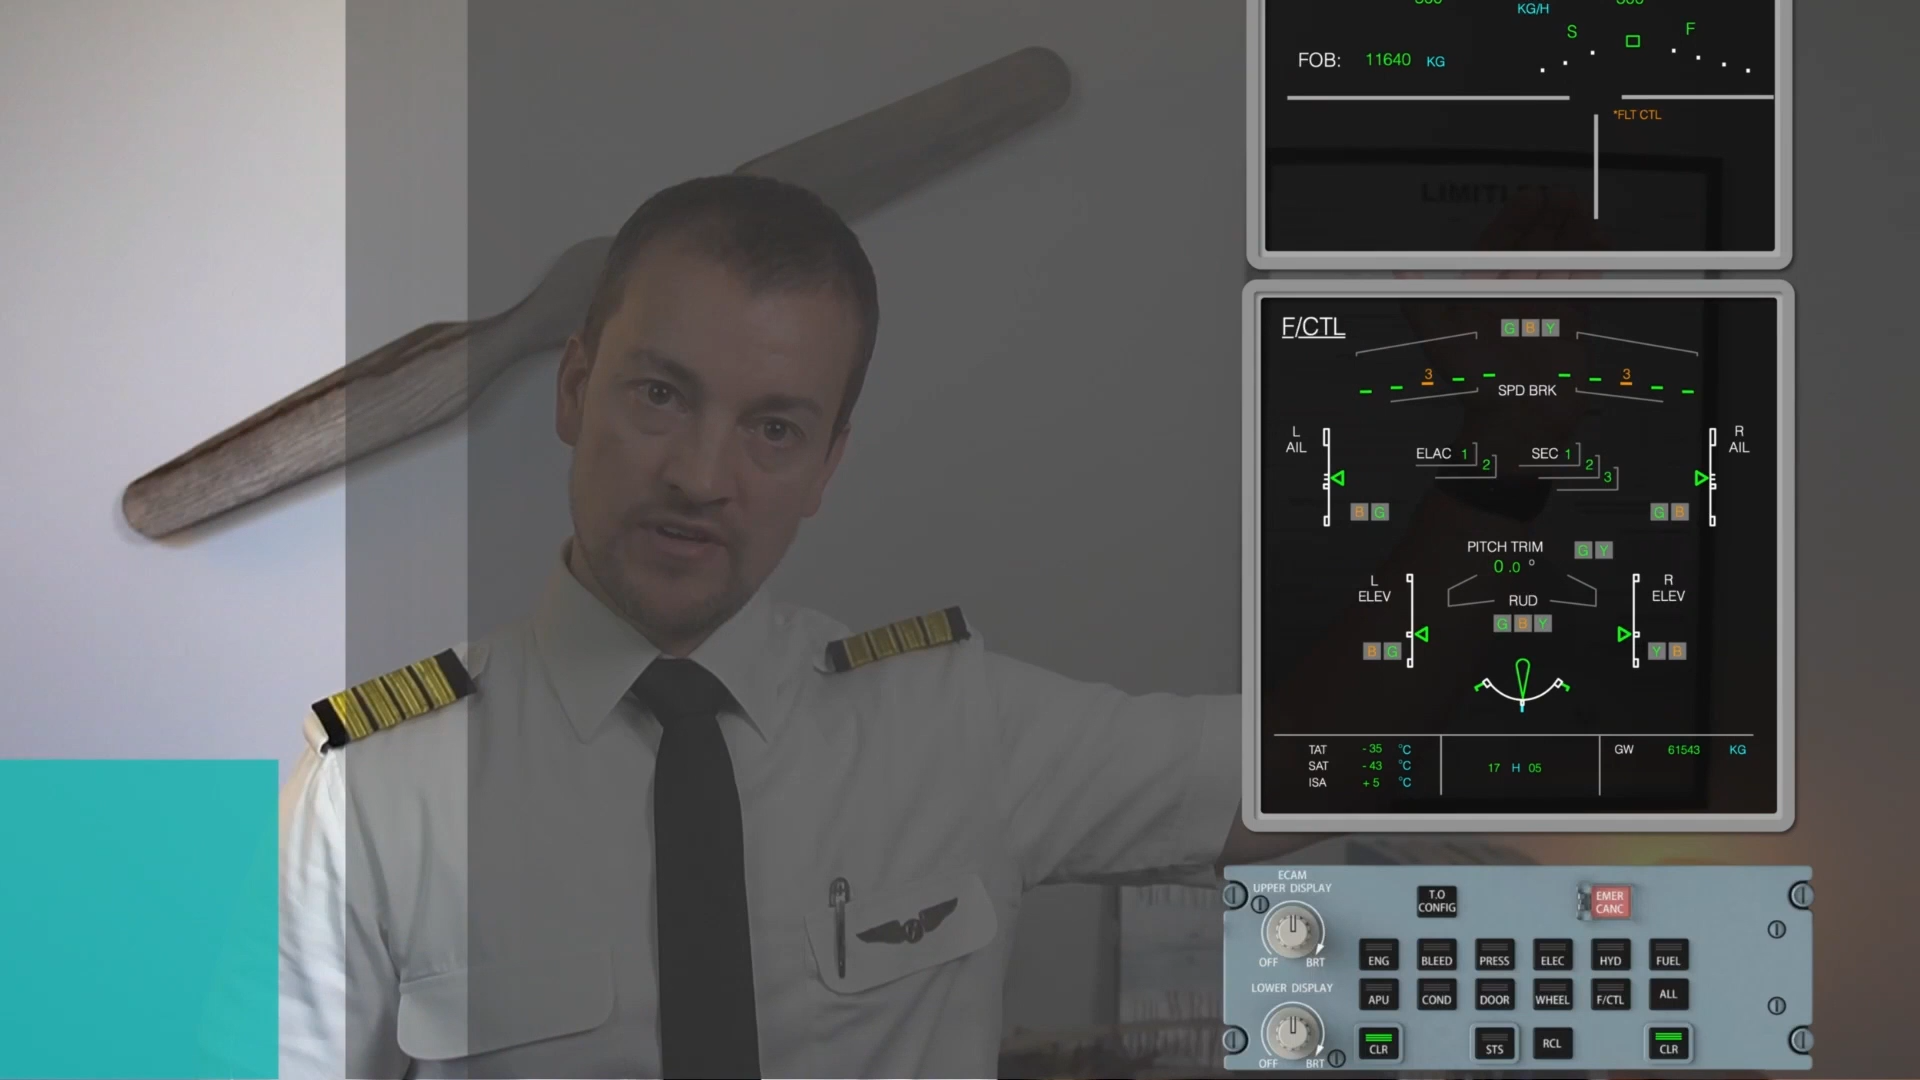 KG/H
S F
FOB: 11640 KG
*FLT CTL
LIMITI
F/CTL
G B Y
3 3
SPD BRK
L R
AIL AIL
ELAC 1 SEC 1
2 2
3
B G G B
PITCH TRIM G Y
0.0 °
L R
ELEV ELEV
RUD
G B Y
B G Y B
TAT -35 °C GW 61543 KG
SAT -43 °C 17 H 05
ISA +5 °C
ECAM
UPPER DISPLAY
T.O
CONFIG
EMER
CANC
OFF BRT
ENG BLEED PRESS ELEC HYD FUEL
LOWER DISPLAY
APU COND DOOR WHEEL F/CTL ALL
OFF BRT
CLR STS RCL CLR